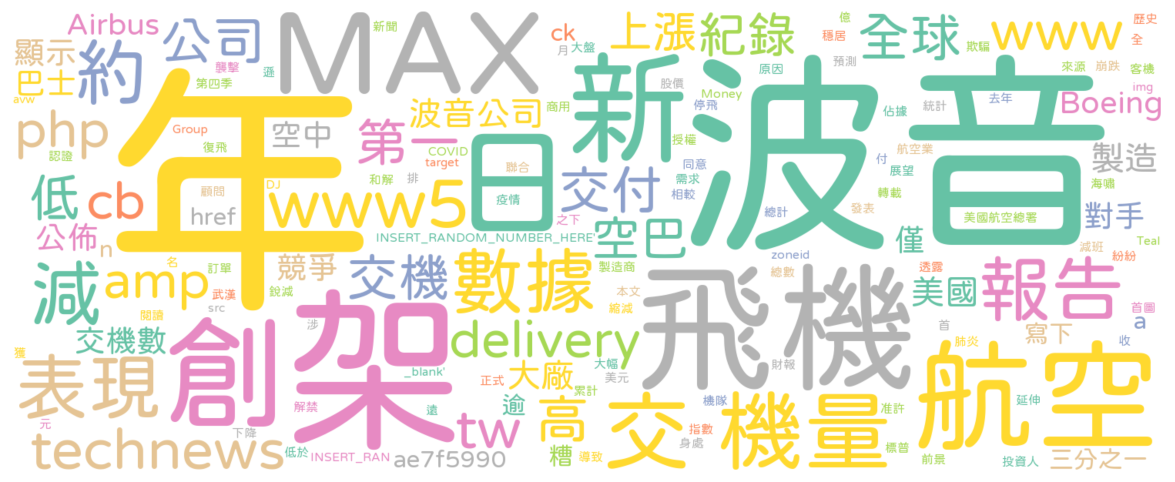 Airbus
公司
MAX
新聞
ck
月
大盤
上漲
紀錄
億
穩居
全球
欺騙
www
歷史
全
顯示
約
襲擊
遜
原因
預測
來源
崩跌
客機
巴士
第四季
股價
Money
停飛
img
avw
年
波音公司
商用
新
波音
佔據
統計
去年
Boeing
php
Group
空中
第一
COVID
授權
航空業
認證
復飛
target
日
聯合
同意
付
展望
製造
低
cb
顧問
DJ
和解
排
疫情
交付
需求
相較
轉載
海嘯
href
www5
之下
總計
發表
美國航空總署
對手
公佈
n
INSERT_RANDOM_NUMBER_HERE'
空巴
僅
減班
Teal
amp
名
訂單
競爭
交機
數據
製造商
zoneid
透露
紛紛
減
武漢
銳減
本文
總數
飛機
美國
報告
閱讀
src
縮減
首圖
交機數
創
架
涉
delivery
首
a
寫下
獲
_blank'
大幅
財報
肺炎
收
航空
表現
正式
大廠
美元
累計
解禁
遠
逾
高
交機量
機隊
准許
延伸
元
下降
tw
指數
technews
低於
INSERT_RAN
ae7f5990
糟
導致
身處
標普
前景
投資人
三分之一